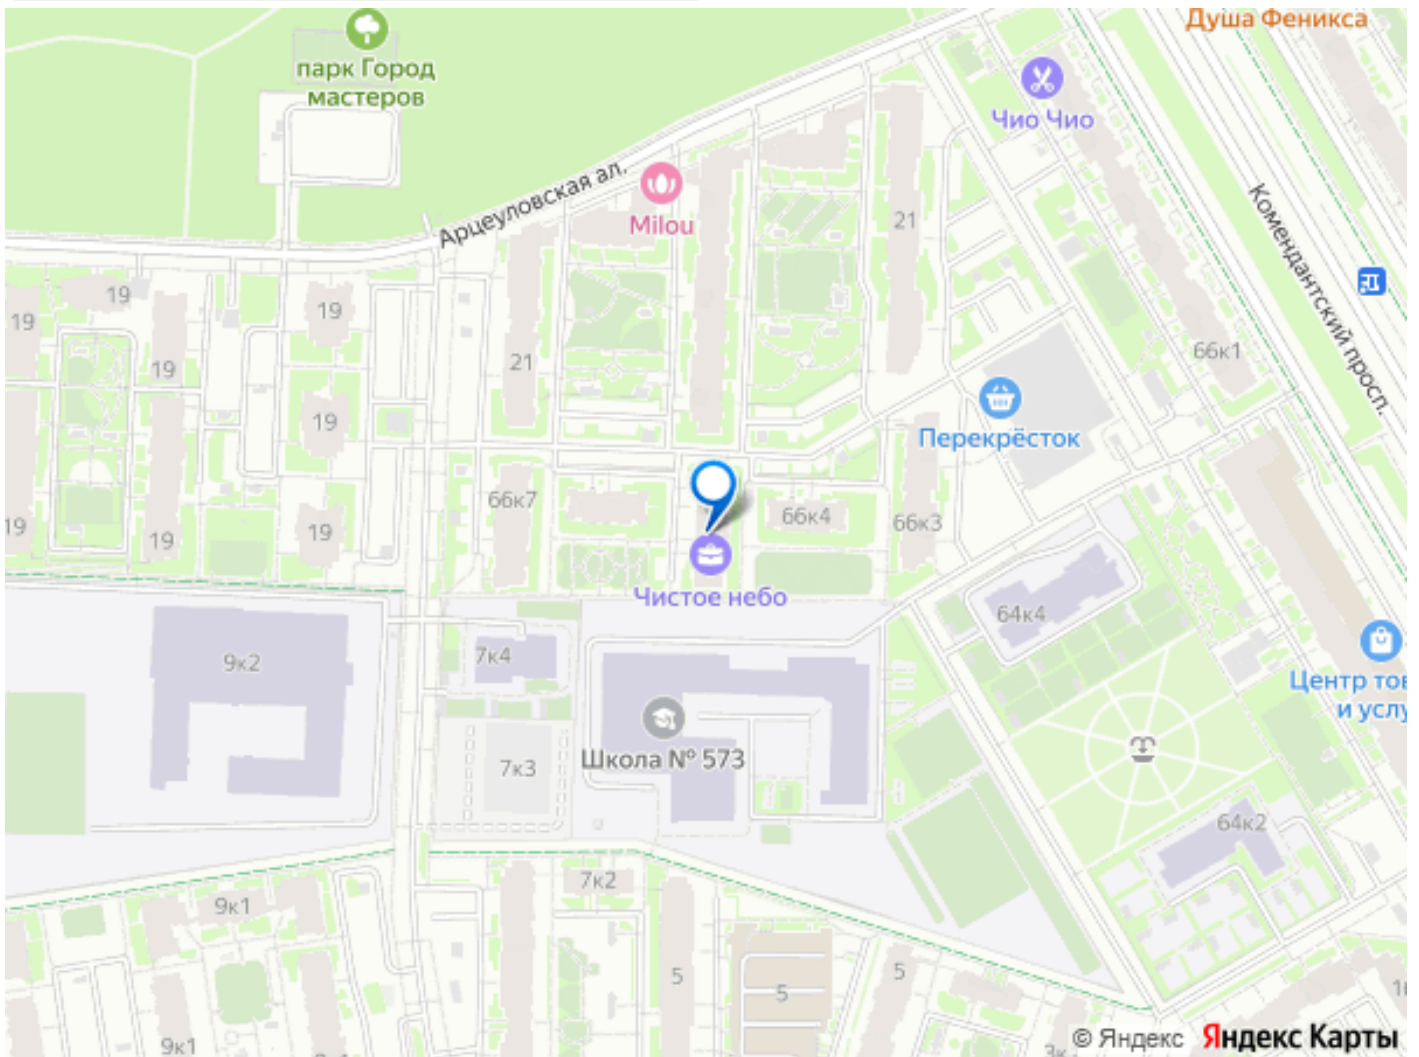 Душа Феникса
парк Город
мастеров
Чио Чио
Арцеуловская ал.
Milou
Комендантский просп.
21
19
19
19
66к1
21
19
Перекрёсток
19
66к7
66к4
66к3
19
19
19
Чистое небо
64к4
9к2
7к4
Центр тов
и услу
Школа № 573
7к3
64к2
7к2
9к1
5
5
5
16
9к1
3к
© Яндекс Яндекс Карты